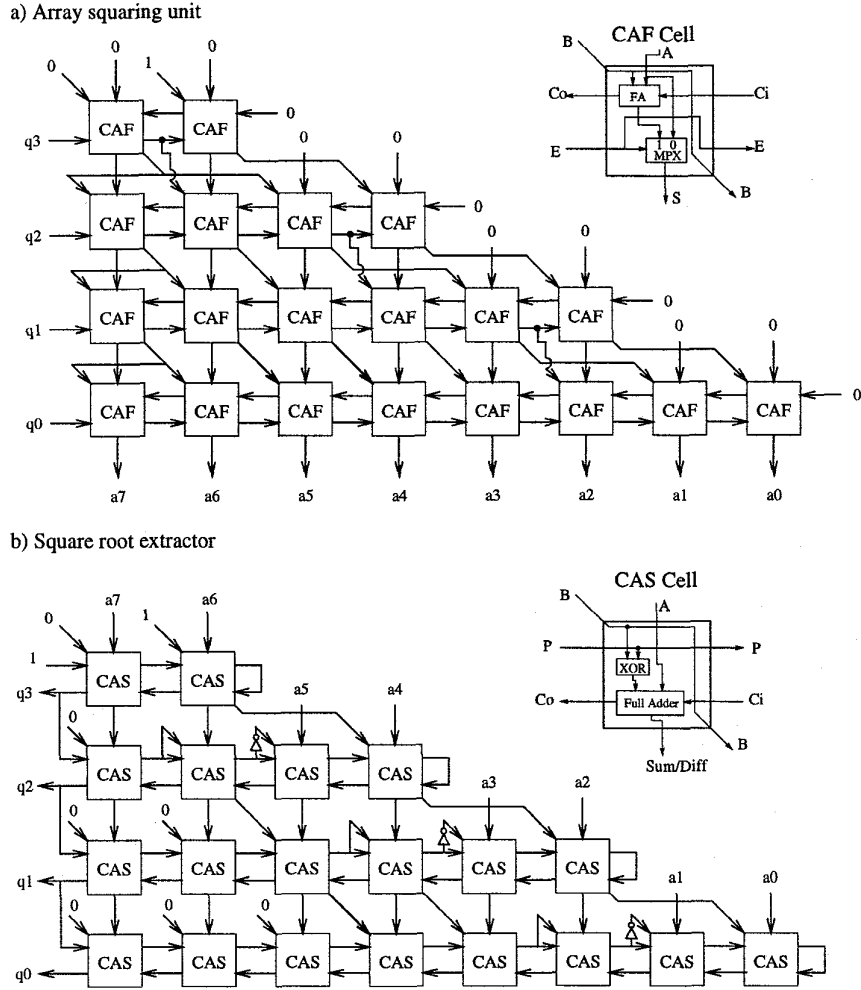 a) Array squaring unit
0 0 1 0
CAF CAF 0
q3
0 0
CAF CAF CAF CAF 0
q2
0 0
CAF CAF CAF CAF CAF CAF 0
q1
0 0
CAF CAF CAF CAF CAF CAF CAF CAF 0
q0
a7 a6 a5 a4 a3 a2 a1 a0
CAF Cell
B A
Co FA Ci
E 1 0 E
MPX
S B
b) Square root extractor
0 a7 1 a6
1 CAS CAS
q3
0 a5 a4
CAS CAS CAS CAS
q2
0 0 a3 a2
CAS CAS CAS CAS CAS CAS
q1
0 0 0 a1 a0
CAS CAS CAS CAS CAS CAS CAS CAS
q0
CAS Cell
B A
P P
XOR
Co Full Adder Ci
B
Sum/Diff